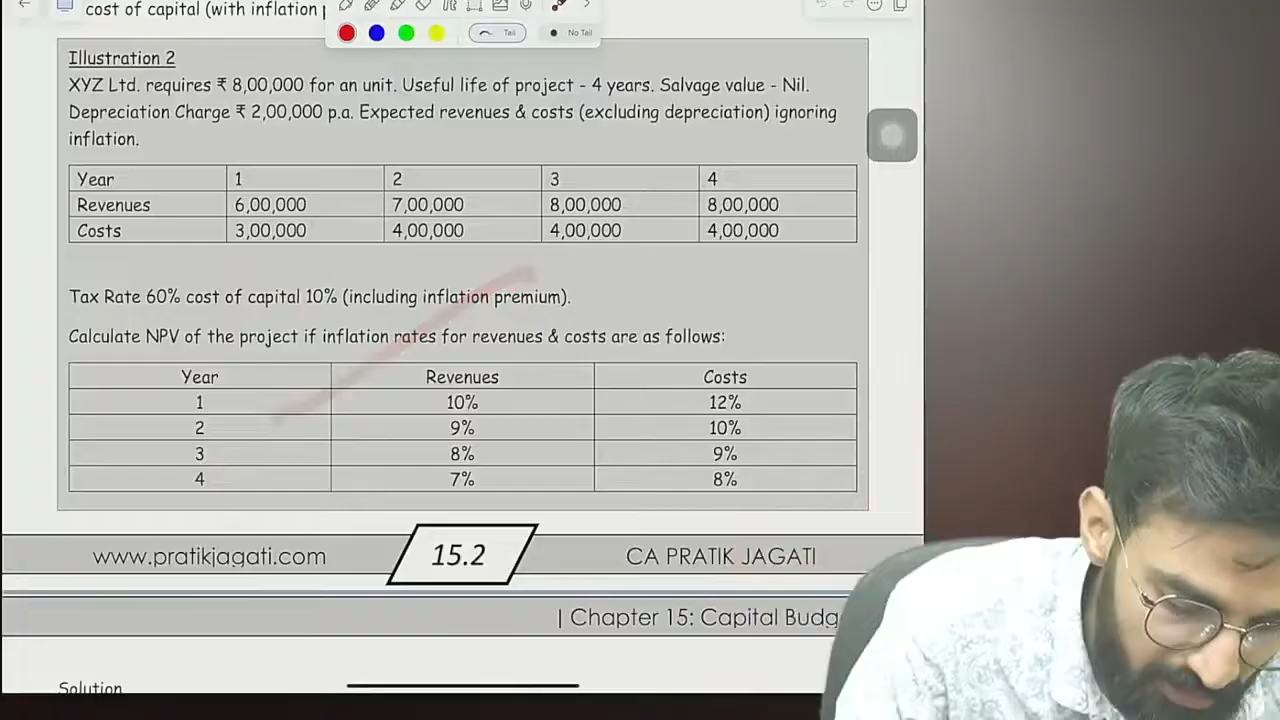 cost of capital (with inflation
Tail
No Tail
Illustration 2
XYZ Ltd. requires ₹ 8,00,000 for an unit. Useful life of project - 4 years. Salvage value - Nil.
Depreciation Charge ₹ 2,00,000 p.a. Expected revenues & costs (excluding depreciation) ignoring
inflation.
Year 1 2 3 4
Revenues 6,00,000 7,00,000 8,00,000 8,00,000
Costs 3,00,000 4,00,000 4,00,000 4,00,000
Tax Rate 60% cost of capital 10% (including inflation premium).
Calculate NPV of the project if inflation rates for revenues & costs are as follows:
Year Revenues Costs
1 10% 12%
2 9% 10%
3 8% 9%
4 7% 8%
www.pratikjagati.com 15.2 CA PRATIK JAGATI
| Chapter 15: Capital Budg
Solution